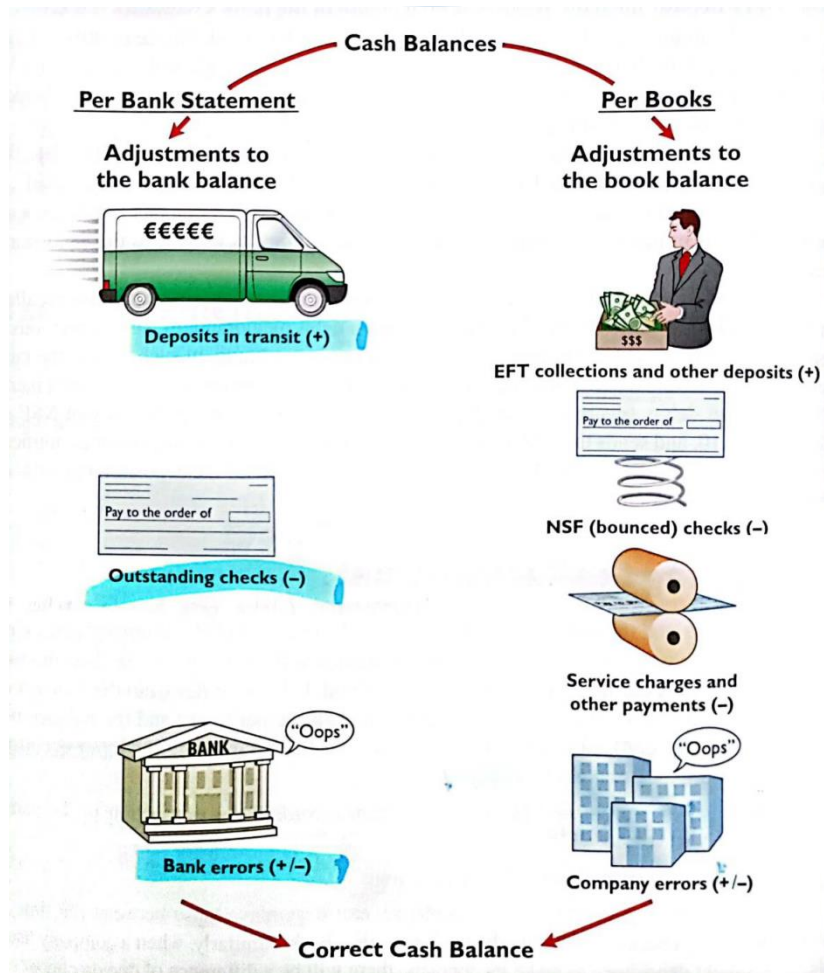 Cash Balances
Per Bank Statement
Adjustments to
the bank balance
€€€€€
Deposits in transit (+)
Pay to the order of
Outstanding checks (–)
BANK
“Oops”
Bank errors (+/–)
Per Books
Adjustments to
the book balance
$$$
EFT collections and other deposits (+)
Pay to the order of
NSF (bounced) checks (–)
Service charges and
other payments (–)
“Oops”
Company errors (+/–)
Correct Cash Balance